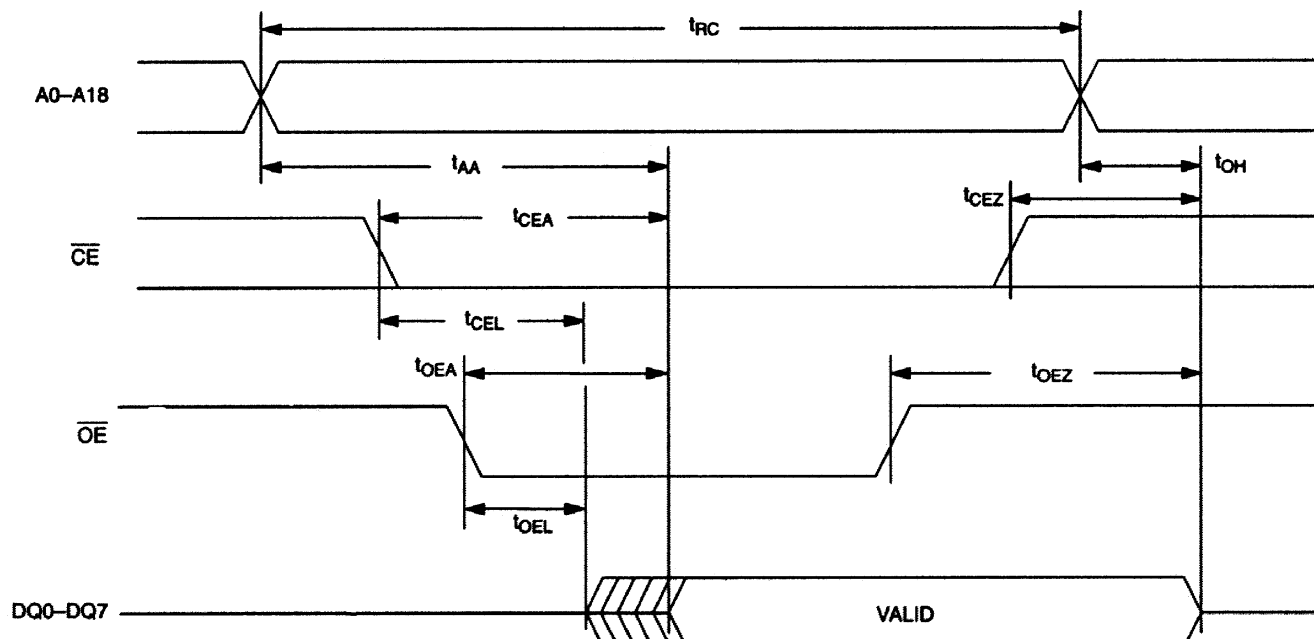 tRC
A0–A18
tAA
tOH
tCEZ
tCEA
CE
tCEL
tOEA
tOEZ
OE
tOEL
DQ0–DQ7
VALID